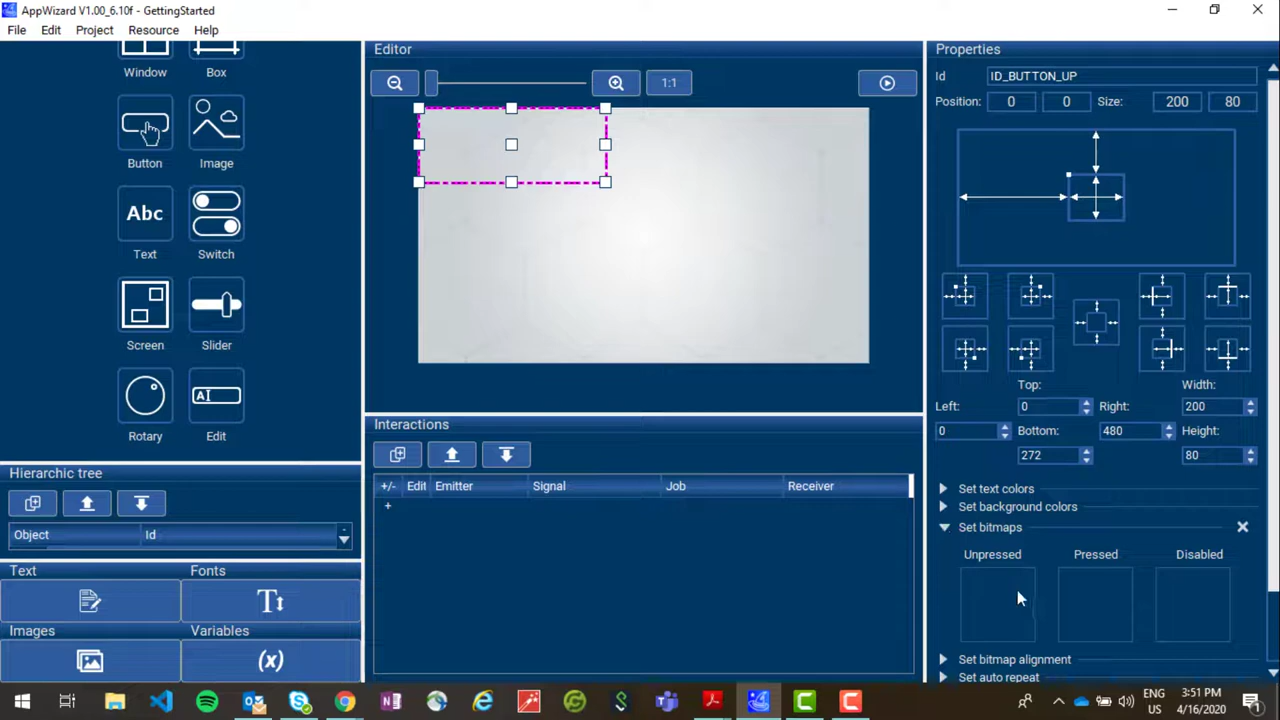 AppWizard V1.00_6.10f - GettingStarted
File Edit Project Resource Help
Window Box
Button Image
Abc
Text Switch
Screen Slider
AI
Rotary Edit
Hierarchic tree
Object Id
Text Fonts
T
Images Variables
(x)
Editor
1:1
Interactions
+/- Edit Emitter Signal Job Receiver
+
Properties
Id ID_BUTTON_UP
Position: 0 0 Size: 200 80
Top: Width:
Left: 0 Right: 200
0 Bottom: 480 Height:
272 80
Set text colors
Set background colors
Set bitmaps
Unpressed Pressed Disabled
Set bitmap alignment
Set auto repeat
ENG 3:51 PM
US 4/16/2020
1